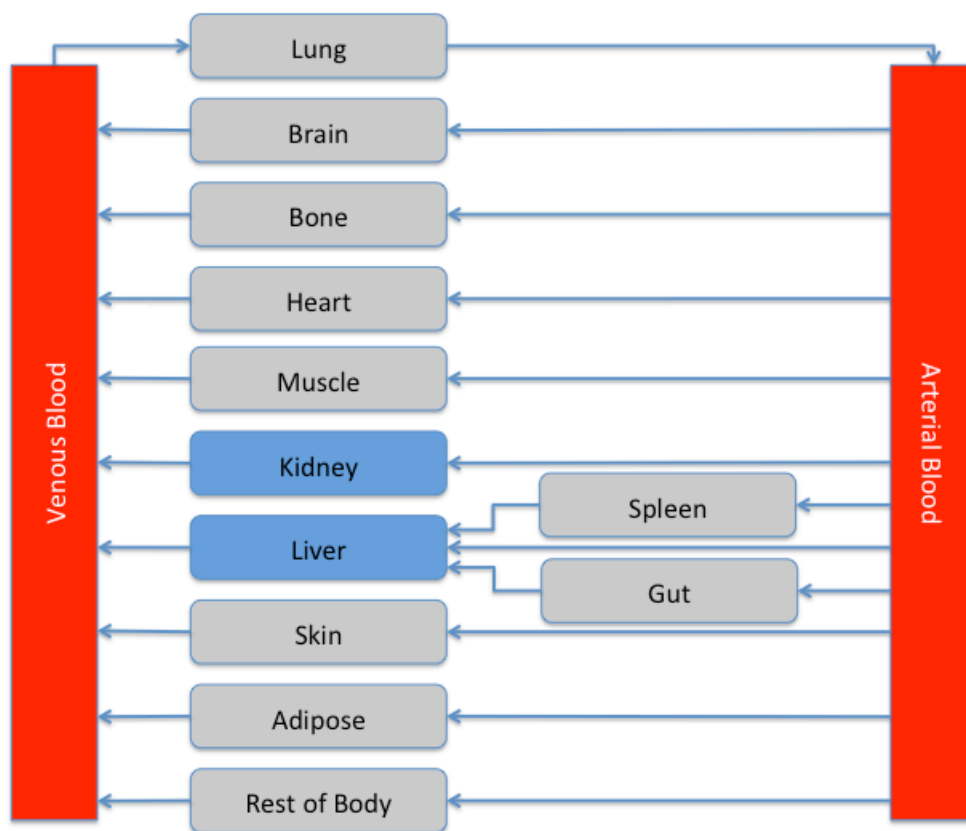 Lung
Brain
Bone
Heart
Muscle
Kidney
Spleen
Liver
Gut
Skin
Adipose
Rest of Body
Venous Blood
Arterial Blood